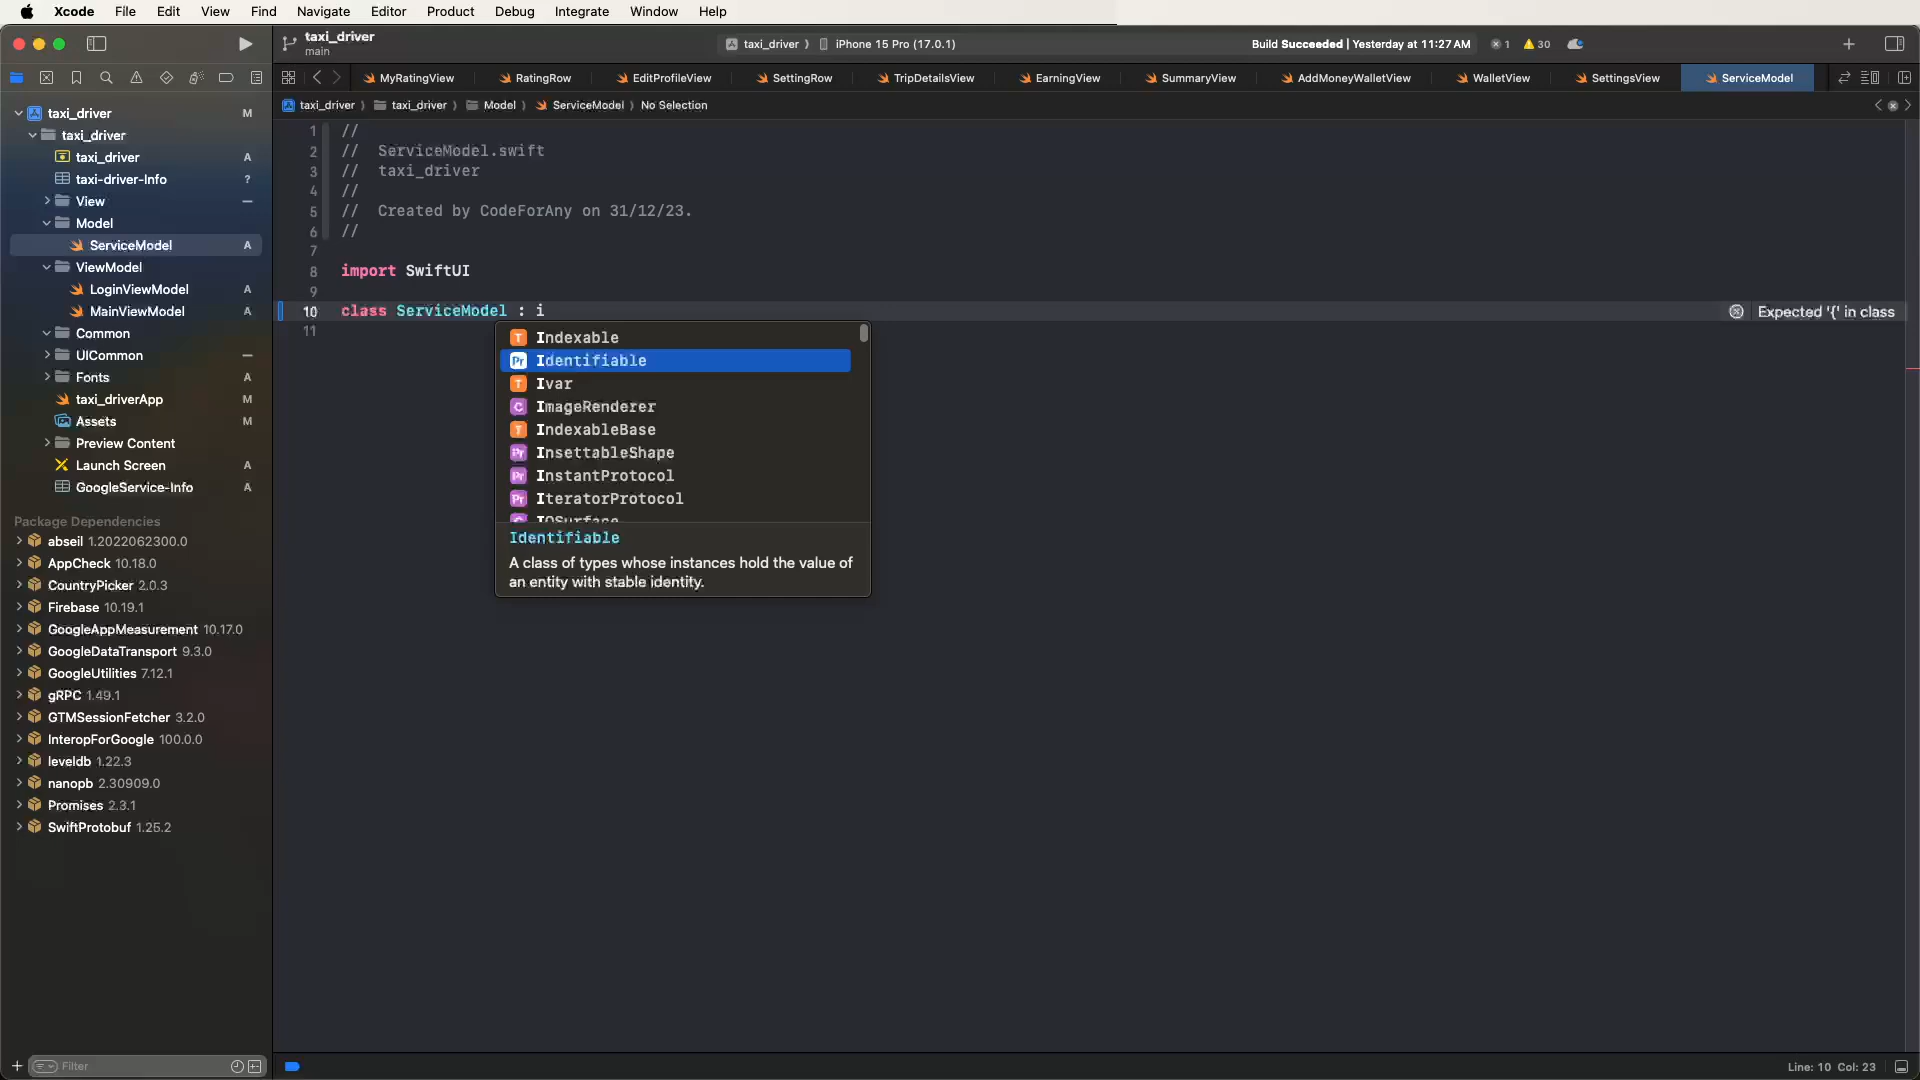 Xcode File Edit View Find Navigate Editor Product Debug Integrate Window Help
taxi_driver
main
taxi_driver iPhone 15 Pro (17.0.1)
Build Succeeded | Yesterday at 11:27 AM 1 30
MyRatingView RatingRow EditProfileView SettingRow TripDetailsView EarningView SummaryView AddMoneyWalletView WalletView SettingsView ServiceModel
taxi_driver taxi_driver Model ServiceModel No Selection
taxi_driver M
taxi_driver
taxi_driver A
taxi-driver-Info ?
View
Model
ServiceModel A
ViewModel
LoginViewModel A
MainViewModel A
Common
UICommon
Fonts A
taxi_driverApp M
Assets M
Preview Content
Launch Screen A
GoogleService-Info A
Package Dependencies
abseil 1.2022062300.0
AppCheck 10.18.0
CountryPicker 2.0.3
Firebase 10.19.1
GoogleAppMeasurement 10.17.0
GoogleDataTransport 9.3.0
GoogleUtilities 7.12.1
gRPC 1.49.1
GTMSessionFetcher 3.2.0
InteropForGoogle 100.0.0
leveldb 1.22.3
nanopb 2.30909.0
Promises 2.3.1
SwiftProtobuf 1.25.2
Filter
1 //
2 // ServiceModel.swift
3 // taxi_driver
4 //
5 // Created by CodeForAny on 31/12/23.
6 //
7
8 import SwiftUI
9
10 class ServiceModel : i
11
Expected '{' in class
T Indexable
Pr Identifiable
T Ivar
C ImageRenderer
T IndexableBase
Pr InsettableShape
Pr InstantProtocol
Pr IteratorProtocol
C IOSurface
Identifiable
A class of types whose instances hold the value of
an entity with stable identity.
Line: 10 Col: 23